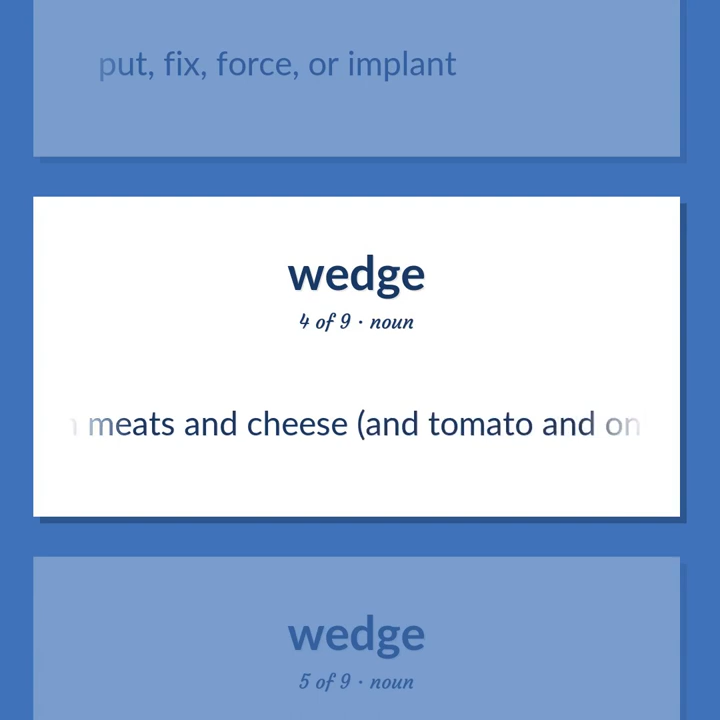 put, fix, force, or implant
wedge
4 of 9 · noun
meats and cheese (and tomato and on
wedge
5 of 9 · noun